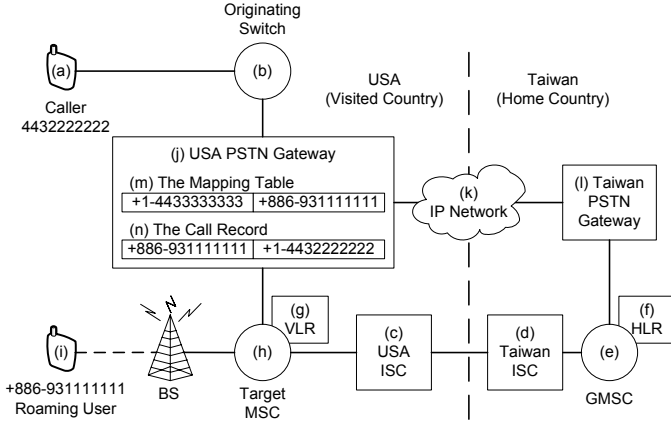 Originating
Switch
(a)
(b)
Caller
4432222222
USA
(Visited Country)
Taiwan
(Home Country)
(j) USA PSTN Gateway
(m) The Mapping Table
+1-4433333333 +886-931111111
(n) The Call Record
+886-931111111 +1-4432222222
(k)
IP Network
(l) Taiwan
PSTN
Gateway
(g)
VLR
(f)
HLR
(i)
(h)
(c)
USA
ISC
(d)
Taiwan
ISC
(e)
+886-931111111
Roaming User
BS
Target
MSC
GMSC